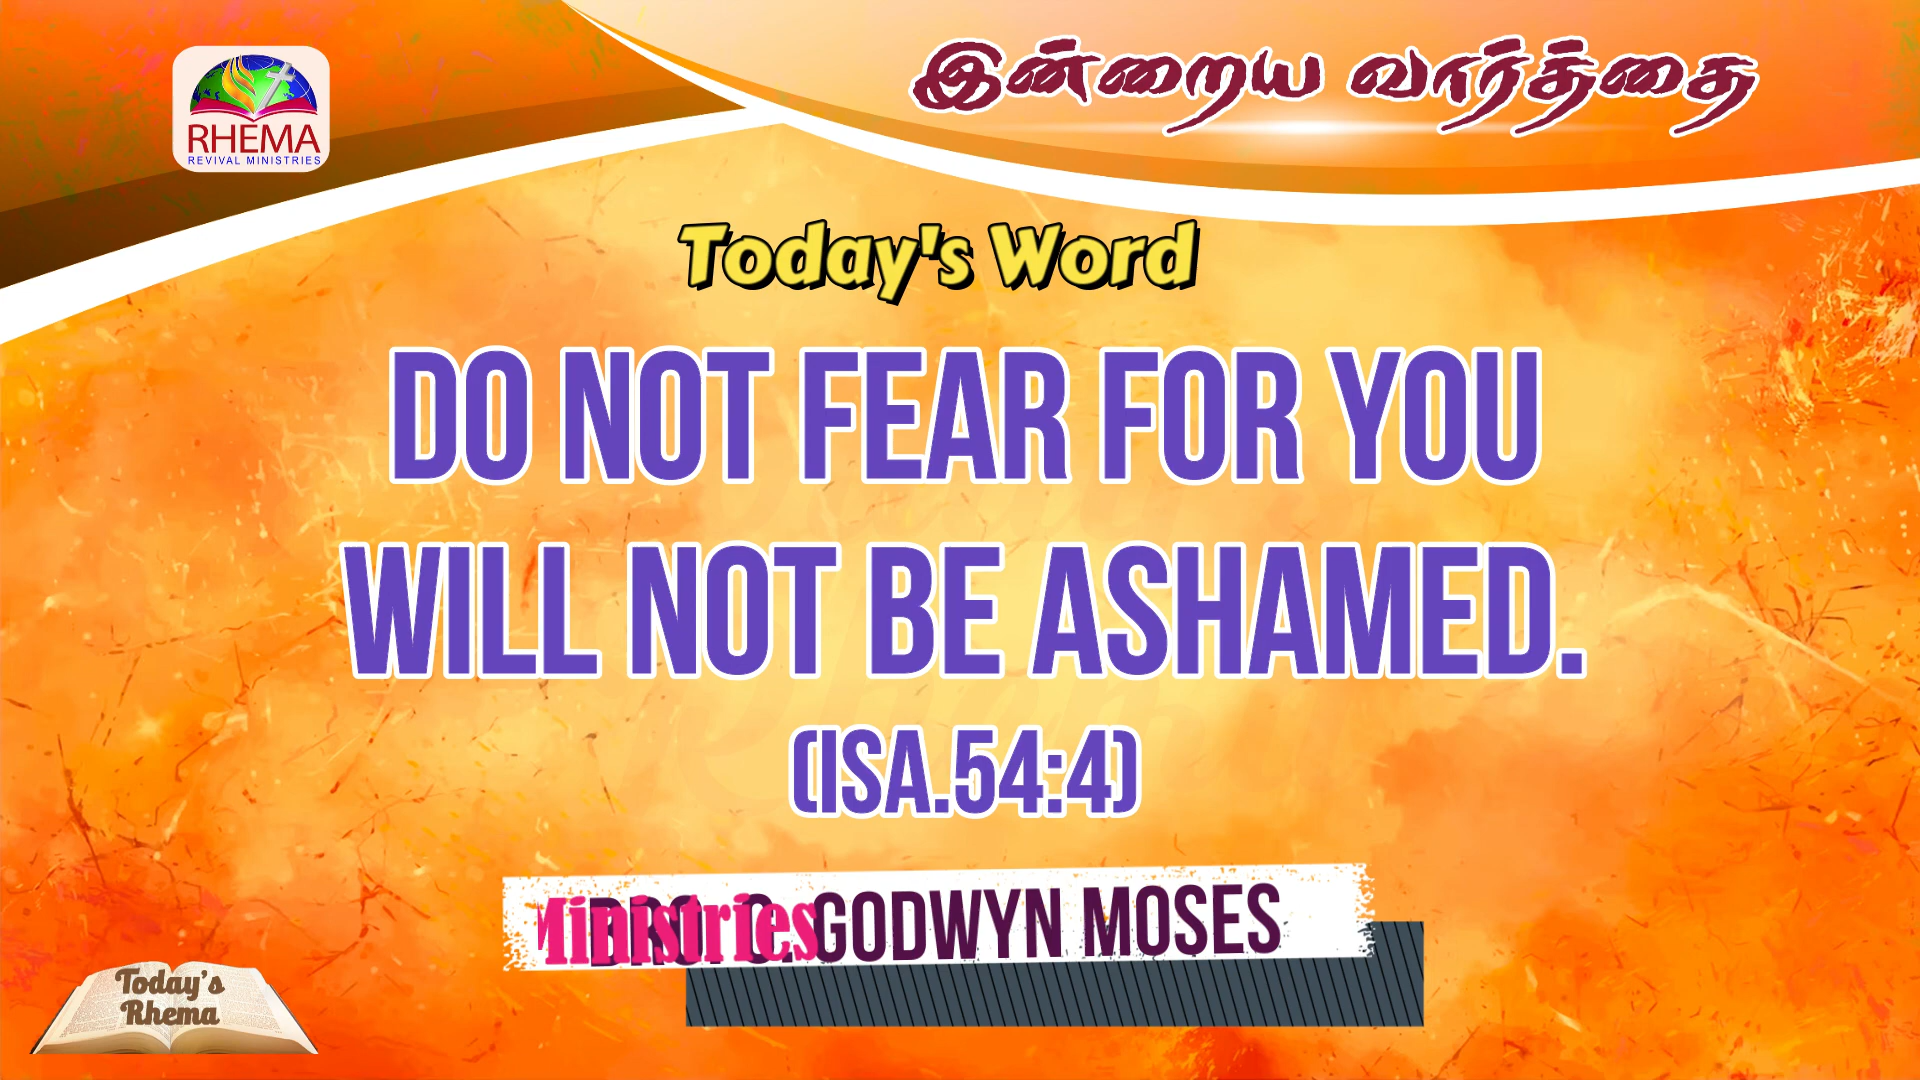 RHEMA
REVIVAL MINISTRIES
இன்றைய வார்த்தை
Today's Word
DO NOT FEAR FOR YOU
WILL NOT BE ASHAMED.
(ISA.54:4)
Ministries
GODWYN MOSES
Today's
Rhema